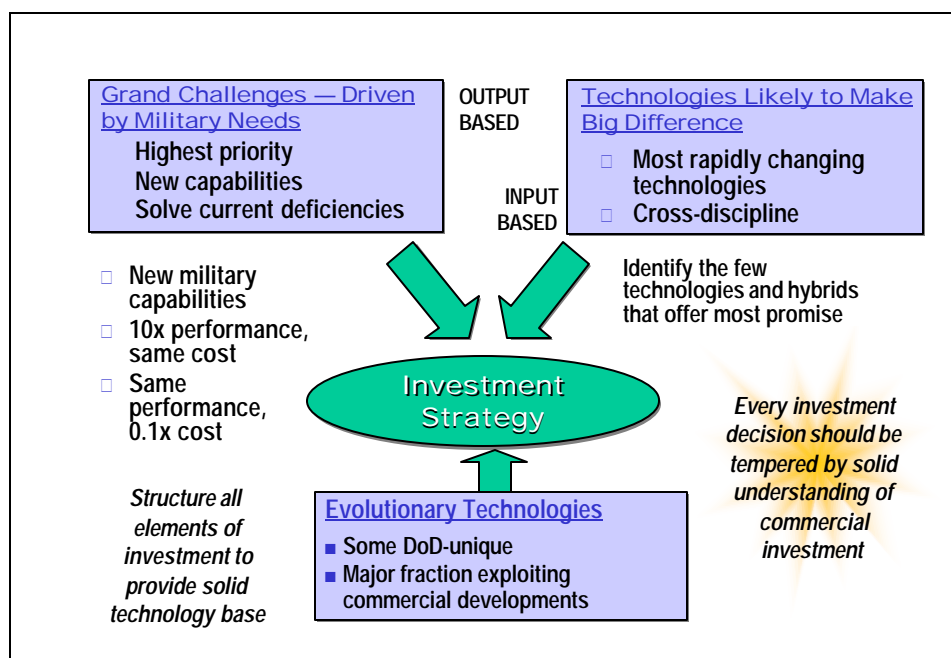 Grand Challenges — Driven
by Military Needs
Highest priority
New capabilities
Solve current deficiencies
OUTPUT
BASED
INPUT
BASED
Technologies Likely to Make
Big Difference
Most rapidly changing
technologies
Cross-discipline
New military
capabilities
10x performance,
same cost
Same
performance,
0.1x cost
Identify the few
technologies and hybrids
that offer most promise
Investment
Strategy
Every investment
decision should be
tempered by solid
understanding of
commercial
investment
Structure all
elements of
investment to
provide solid
technology base
Evolutionary Technologies
Some DoD-unique
Major fraction exploiting
commercial developments